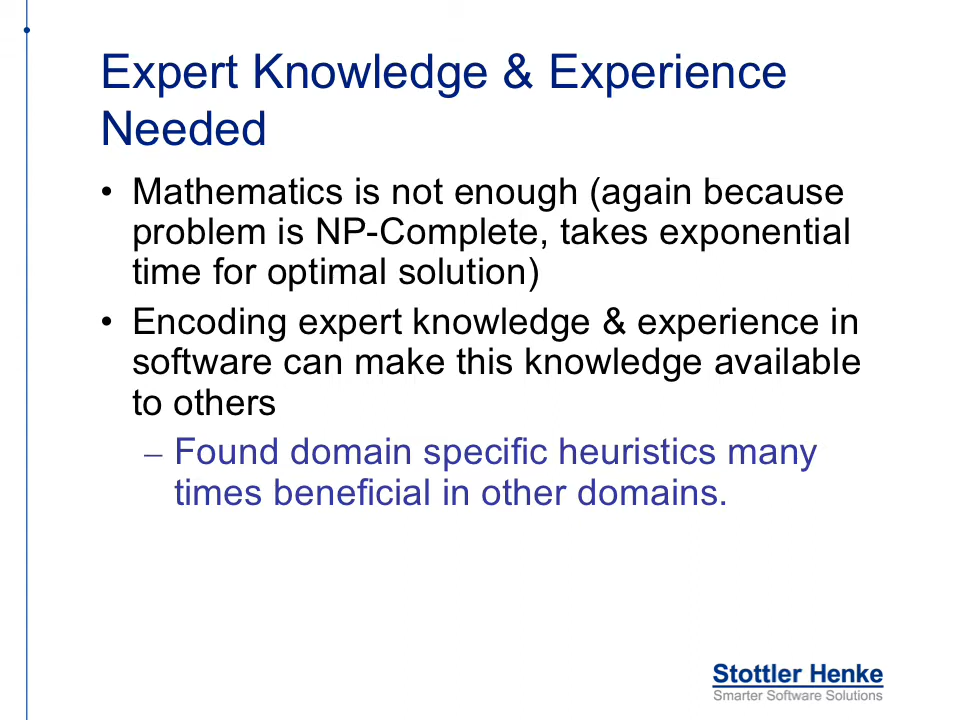 Expert Knowledge & Experience
Needed
• Mathematics is not enough (again because
problem is NP-Complete, takes exponential
time for optimal solution)
• Encoding expert knowledge & experience in
software can make this knowledge available
to others
– Found domain specific heuristics many
times beneficial in other domains.
Stottler Henke
Smarter Software Solutions